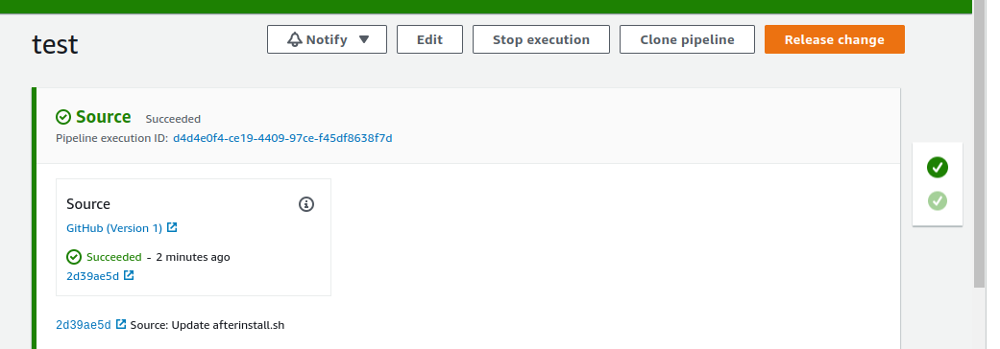 test
Notify
Edit
Stop execution
Clone pipeline
Release change
Source Succeeded
Pipeline execution ID: d4d4e0f4-ce19-4409-97ce-f45df8638f7d
Source
GitHub (Version 1)
Succeeded - 2 minutes ago
2d39ae5d
2d39ae5d Source: Update afterinstall.sh